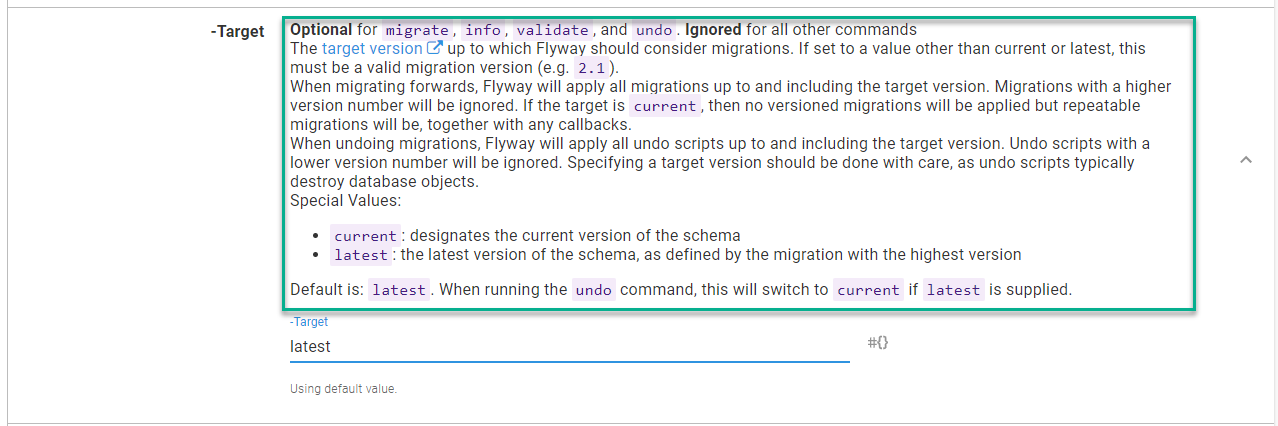 -Target
Optional for migrate, info, validate, and undo. Ignored for all other commands
The target version up to which Flyway should consider migrations. If set to a value other than current or latest, this
must be a valid migration version (e.g. 2.1).
When migrating forwards, Flyway will apply all migrations up to and including the target version. Migrations with a higher
version number will be ignored. If the target is current, then no versioned migrations will be applied but repeatable
migrations will be, together with any callbacks.
When undoing migrations, Flyway will apply all undo scripts up to and including the target version. Undo scripts with a
lower version number will be ignored. Specifying a target version should be done with care, as undo scripts typically
destroy database objects.
Special Values:
• current: designates the current version of the schema
• latest: the latest version of the schema, as defined by the migration with the highest version
Default is: latest. When running the undo command, this will switch to current if latest is supplied.
-Target
latest
#{}
Using default value.